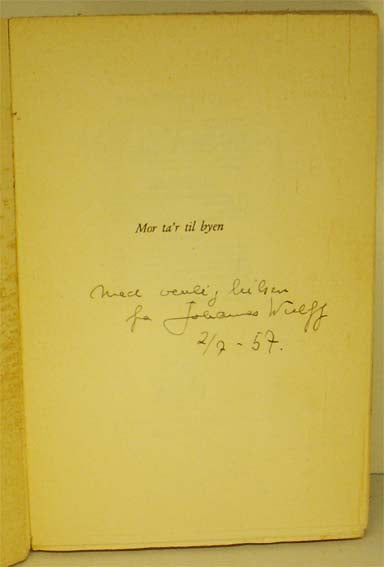 Mor ta'r til byen
Med venlig hilsen
fra Johannes Wulff
2/7 - 57.